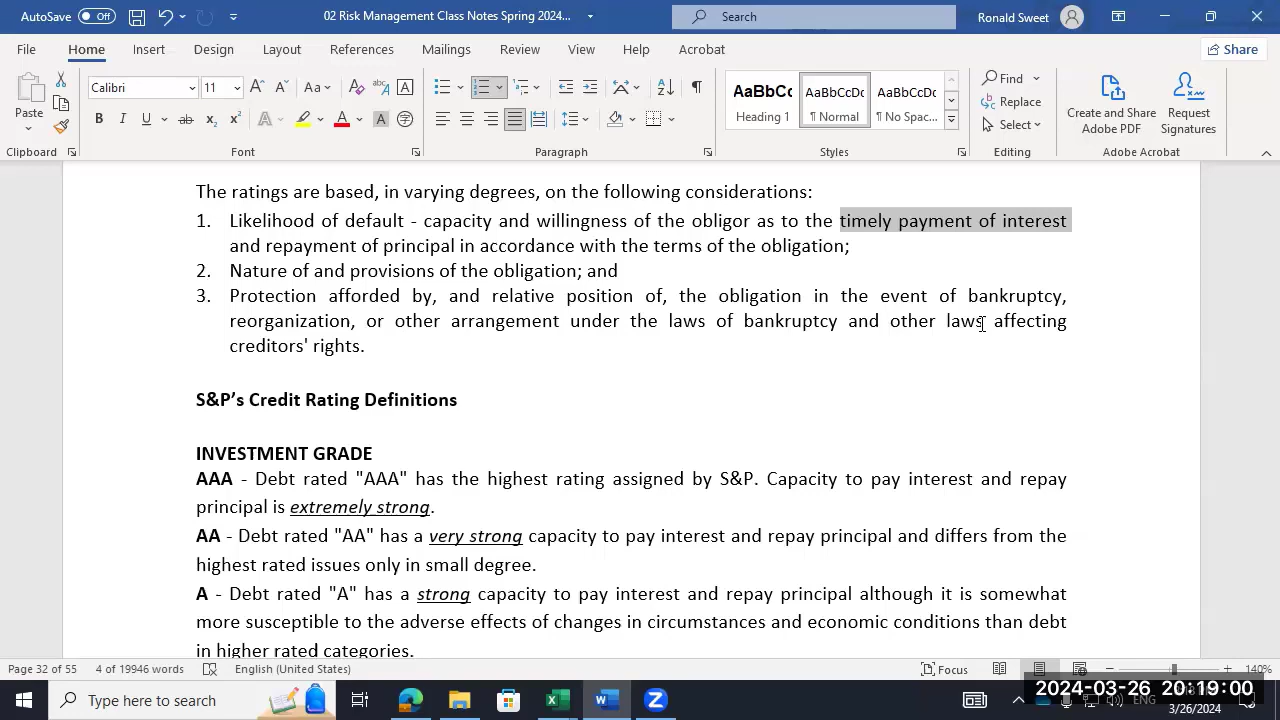 AutoSave Off 02 Risk Management Class Notes Spring 2024... Search Ronald Sweet
File Home Insert Design Layout References Mailings Review View Help Acrobat Share
Paste Calibri 11 Find Replace Select AaBbCc AaBbCcDc AaBbCcDc
Heading 1 ¶ Normal ¶ No Spac... Create and Share Adobe PDF Request Signatures
Clipboard Font Paragraph Styles Editing Adobe Acrobat
The ratings are based, in varying degrees, on the following considerations:
1. Likelihood of default - capacity and willingness of the obligor as to the timely payment of interest
and repayment of principal in accordance with the terms of the obligation;
2. Nature of and provisions of the obligation; and
3. Protection afforded by, and relative position of, the obligation in the event of bankruptcy,
reorganization, or other arrangement under the laws of bankruptcy and other laws affecting
creditors' rights.
S&P's Credit Rating Definitions
INVESTMENT GRADE
AAA - Debt rated "AAA" has the highest rating assigned by S&P. Capacity to pay interest and repay
principal is extremely strong.
AA - Debt rated "AA" has a very strong capacity to pay interest and repay principal and differs from the
highest rated issues only in small degree.
A - Debt rated "A" has a strong capacity to pay interest and repay principal although it is somewhat
more susceptible to the adverse effects of changes in circumstances and economic conditions than debt
in higher rated categories.
Page 32 of 55 4 of 19946 words English (United States) Focus 140%
Type here to search 2024-03-26 20:19:00
ENG 3/26/2024